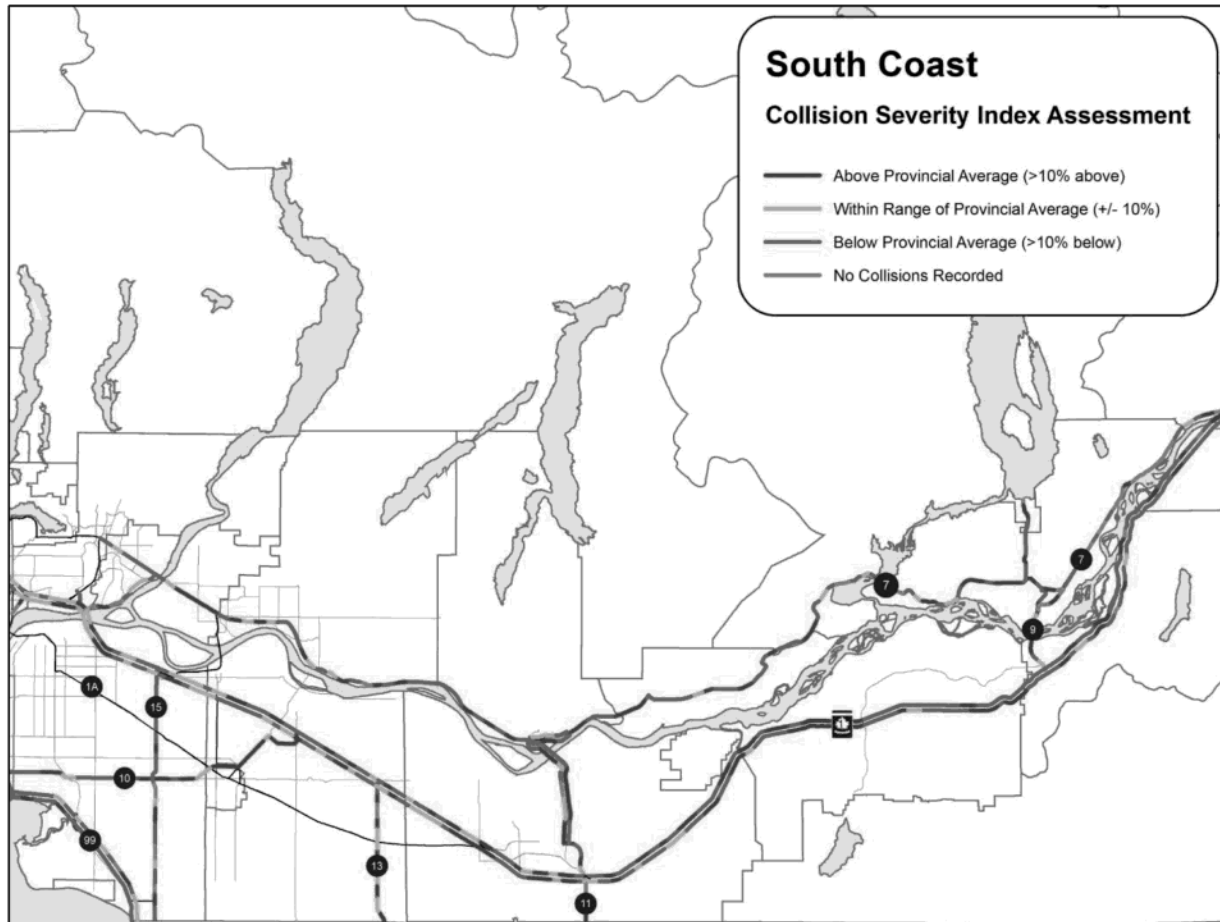 South Coast
Collision Severity Index Assessment
Above Provincial Average (>10% above)
Within Range of Provincial Average (+/- 10%)
Below Provincial Average (>10% below)
No Collisions Recorded
7
7
9
1A
15
1
10
99
13
11